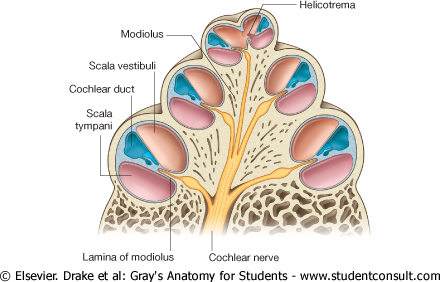 Helicotrema
Modiolus
Scala vestibuli
Cochlear duct
Scala
tympani
Lamina of modiolus
Cochlear nerve
© Elsevier. Drake et al: Gray's Anatomy for Students - www.studentconsult.com